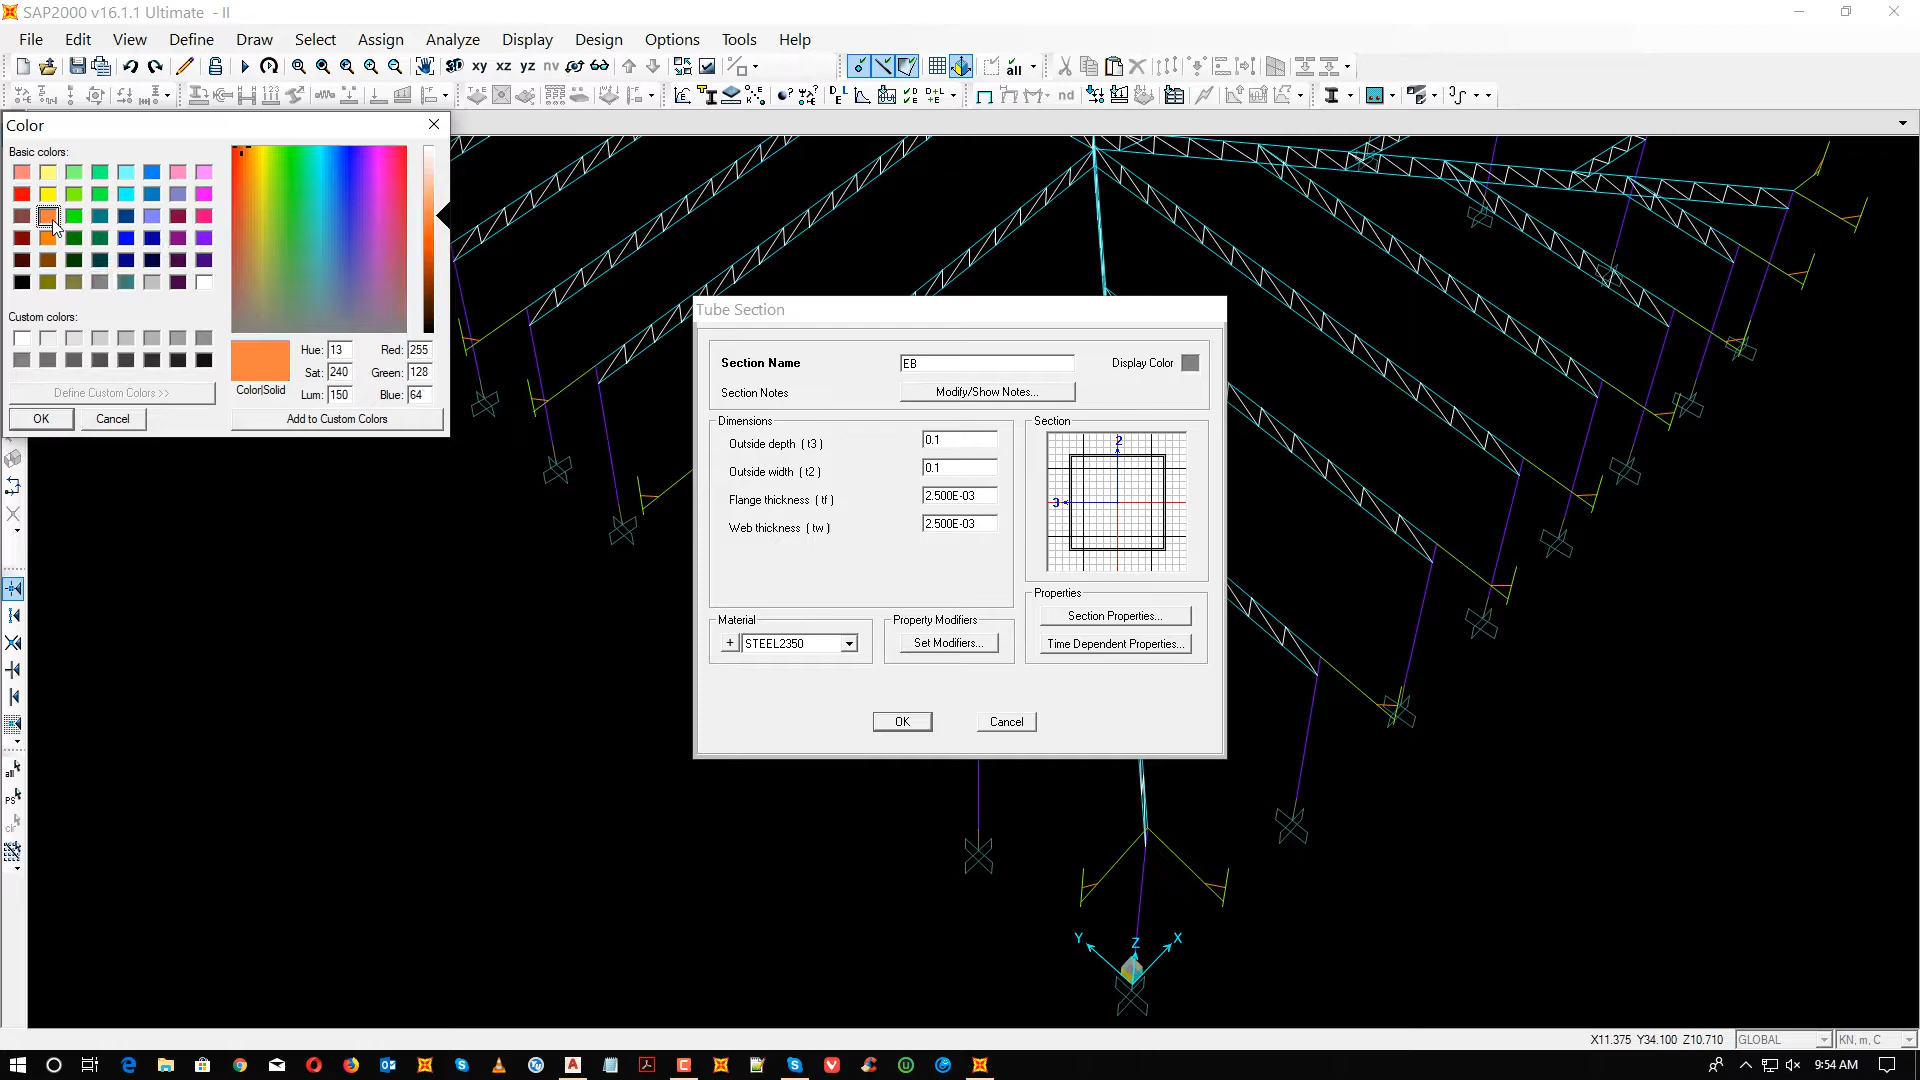 SAP2000 v16.1.1 Ultimate - II
File Edit View Define Draw Select Assign Analyze Display Design Options Tools Help
3D xy xz yz nv all
nd
Color
Basic colors:
Custom colors:
Hue: 13 Red: 255
Sat: 240 Green: 128
Color|Solid Lum: 150 Blue: 64
Define Custom Colors >>
OK Cancel Add to Custom Colors
Tube Section
Section Name EB Display Color
Section Notes Modify/Show Notes...
Dimensions
Outside depth ( t3 ) 0.1
Outside width ( t2 ) 0.1
Flange thickness ( tf ) 2.500E-03
Web thickness ( tw ) 2.500E-03
Section
2
3
Material
+ STEEL2350
Property Modifiers
Set Modifiers...
Properties
Section Properties...
Time Dependent Properties...
OK Cancel
all
PS
clr
Y Z X
X11.375 Y34.100 Z10.710 GLOBAL KN, m, C
9:54 AM